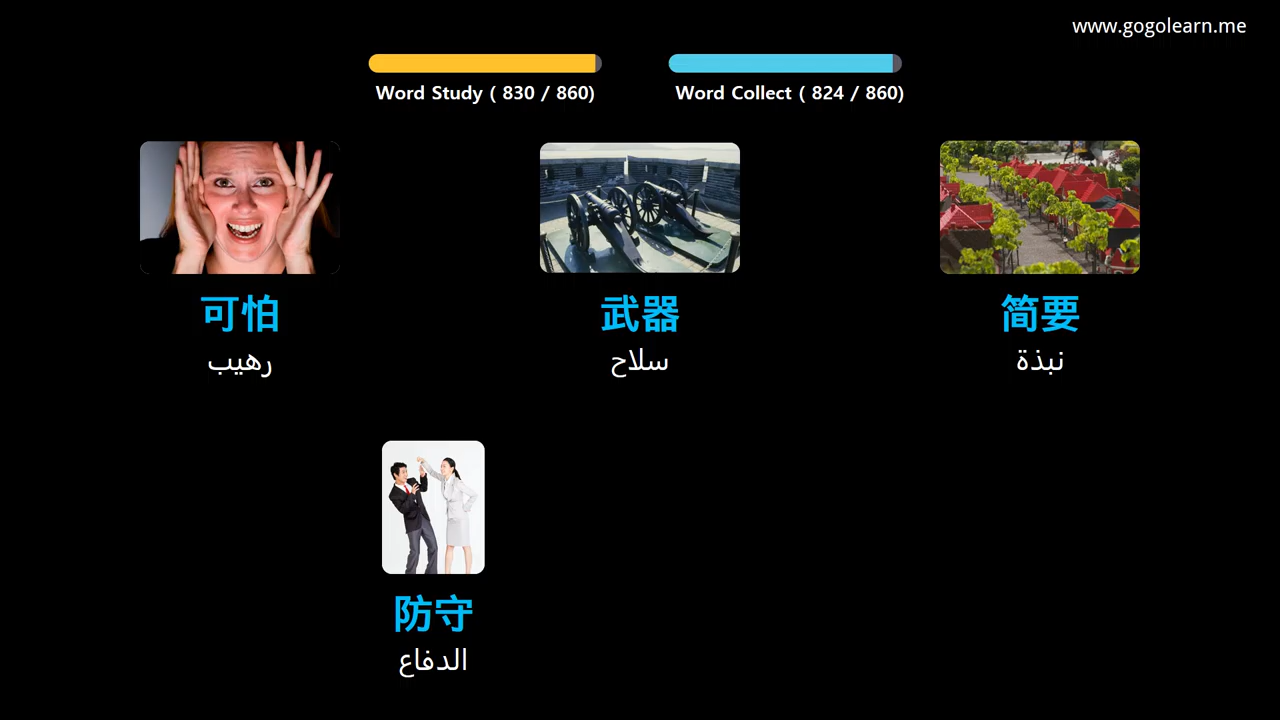 www.gogolearn.me
Word Study ( 830 / 860)
Word Collect ( 824 / 860)
可怕
رهيب
武器
سلاح
简要
نبذة
防守
الدفاع